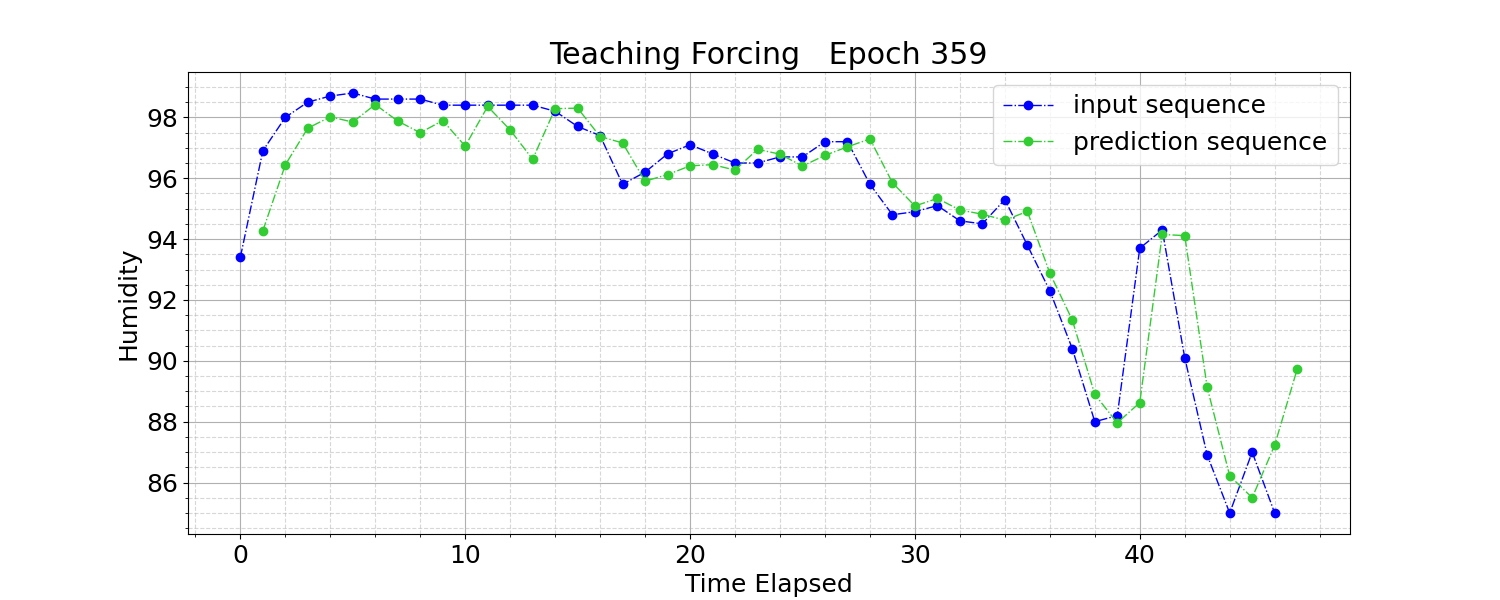 Teaching Forcing   Epoch 359
input sequence
prediction sequence
98
96
94
92
90
88
86
Humidity
0 10 20 30 40
Time Elapsed